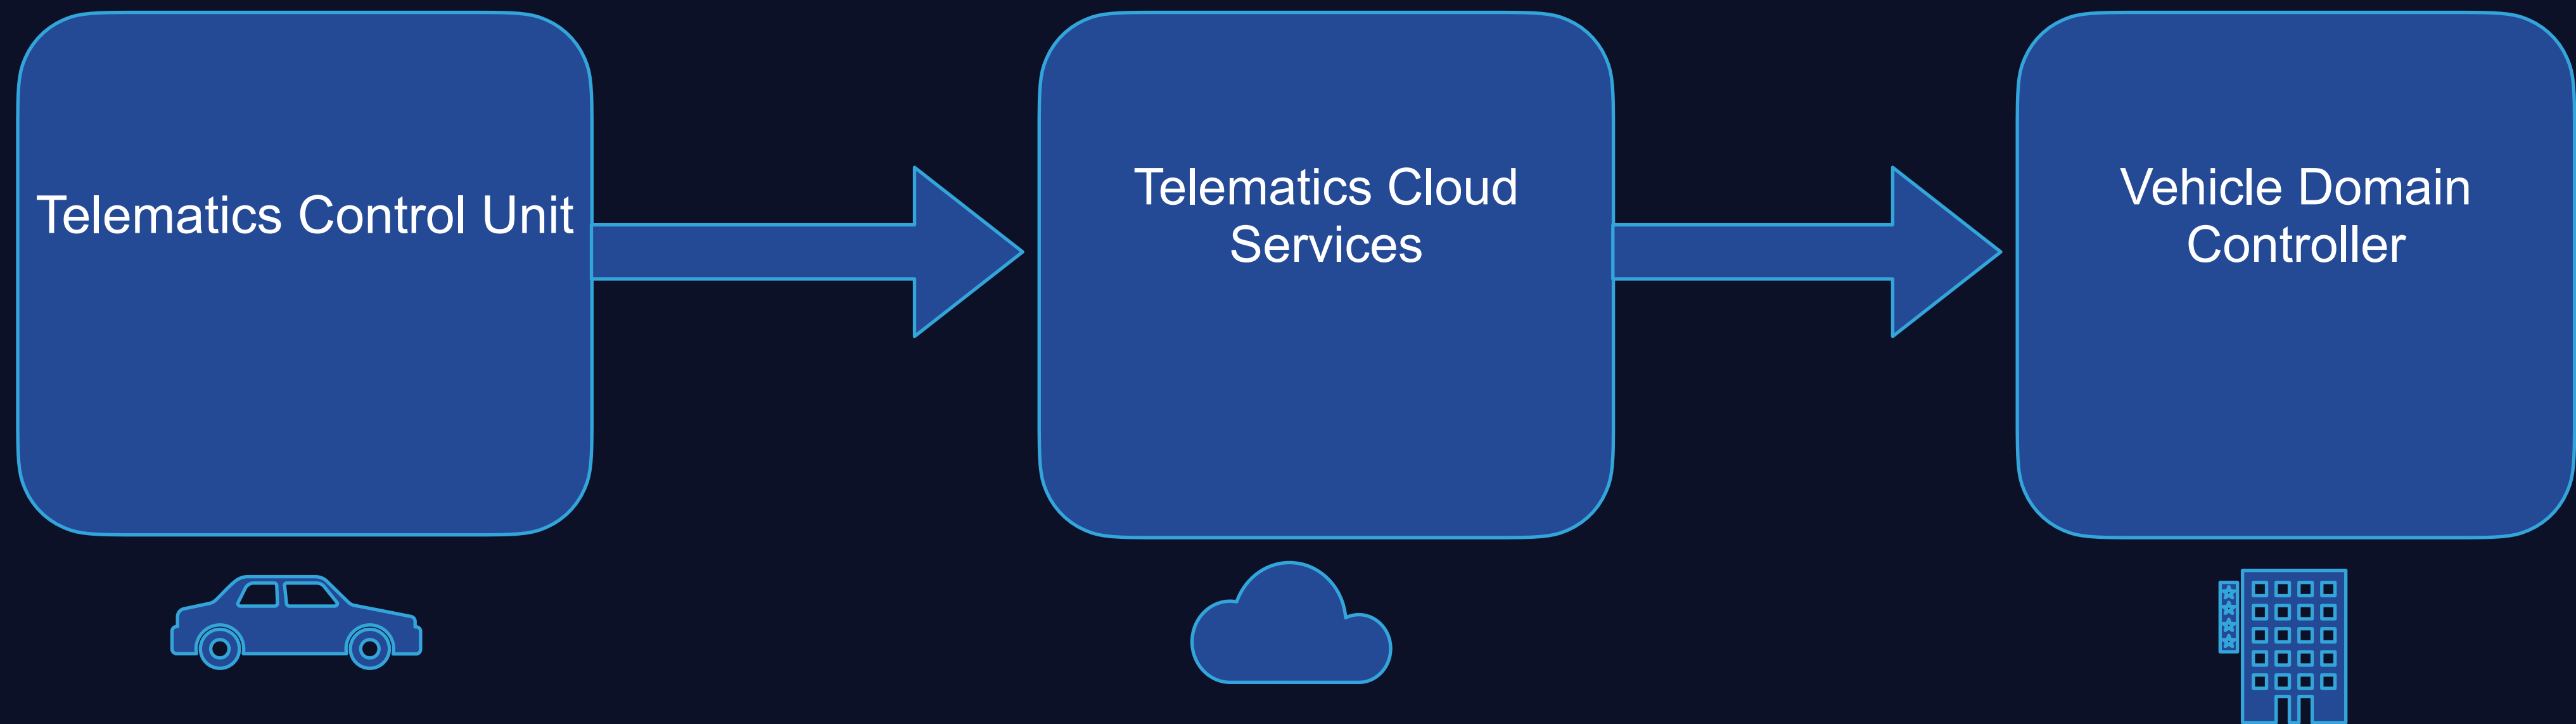 Telematics Control Unit
Telematics Cloud
Services
Vehicle Domain
Controller